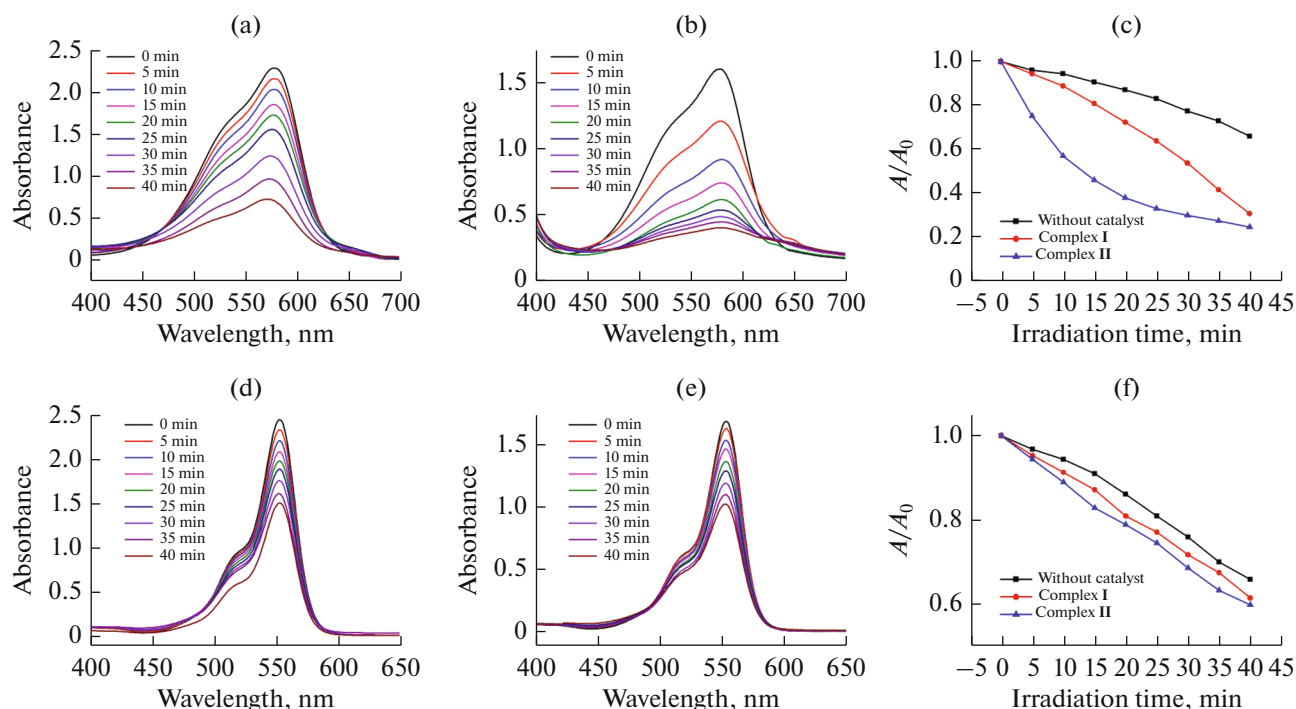 (a)
2.5
2.0
1.5
1.0
0.5
0
Absorbance
0 min
5 min
10 min
15 min
20 min
25 min
30 min
35 min
40 min
400 450 500 550 600 650 700
Wavelength, nm
(b)
1.5
1.0
0.5
1.5
Absorbance
0 min
5 min
10 min
15 min
20 min
25 min
30 min
35 min
40 min
400 450 500 550 600 650 700
Wavelength, nm
(c)
1.0
0.8
0.6
0.4
0.2
0
A/A0
Without catalyst
Complex I
Complex II
−5 0 5 10 15 20 25 30 35 40 45
Irradiation time, min
(d)
2.5
2.0
1.5
1.0
0.5
0
Absorbance
0 min
5 min
10 min
15 min
20 min
25 min
30 min
35 min
40 min
400 450 500 550 600 650
Wavelength, nm
(e)
1.5
1.0
0.5
0
Absorbance
0 min
5 min
10 min
15 min
20 min
25 min
30 min
35 min
40 min
400 450 500 550 600 650
Wavelength, nm
(f)
1.0
0.8
0.6
A/A0
Without catalyst
Complex I
Complex II
−5 0 5 10 15 20 25 30 35 40 45
Irradiation time, min